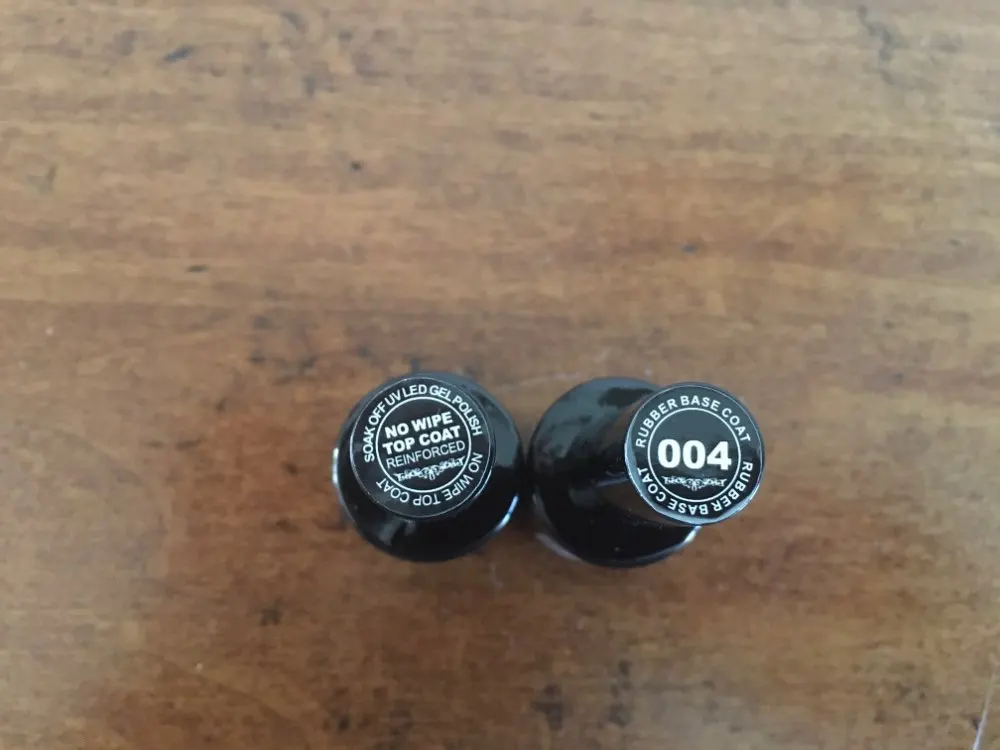 SOAK OFF UV LED GEL POLISH
NO WIPE
TOP COAT
REINFORCED
NO WIPE TOP COAT
RUBBER BASE COAT
004
RUBBER BASE COAT